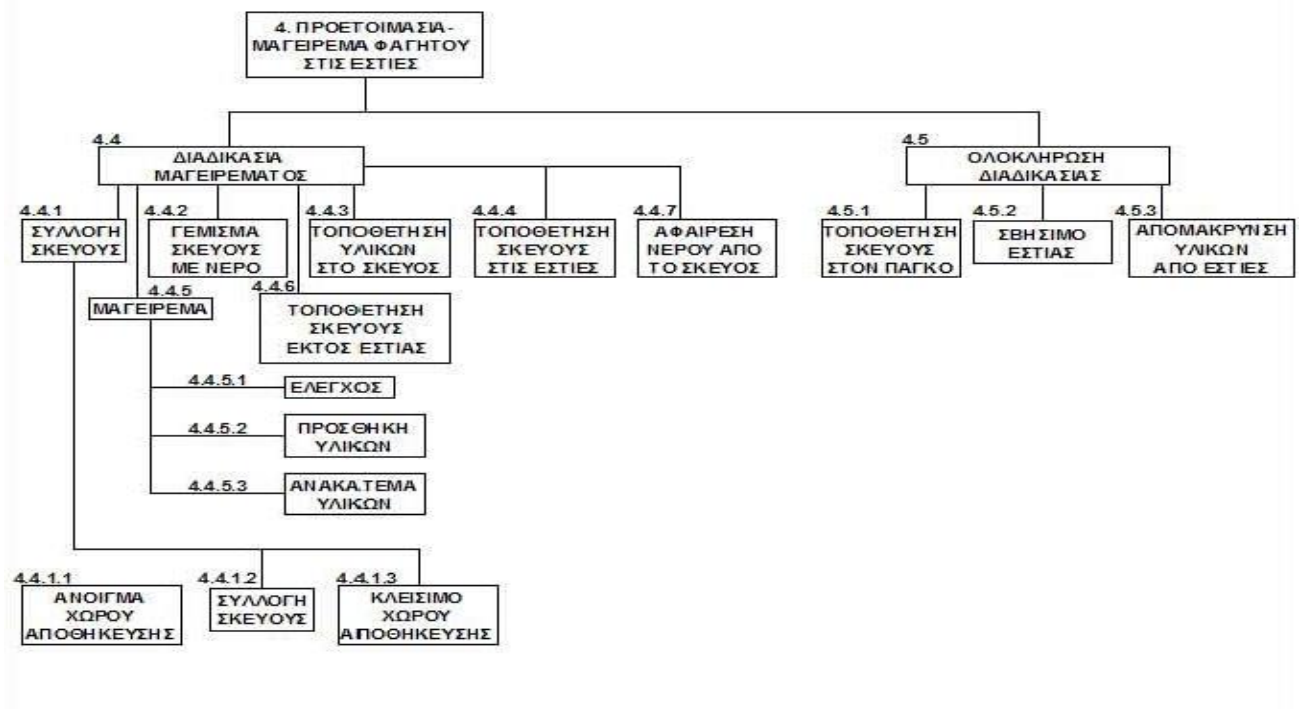 4. ΠΡΟΕΤΟΙΜΑΣΙΑ-
ΜΑΓΕΙΡΕΜΑ ΦΑΓΗΤΟΥ
ΣΤΙΣ ΕΣΤΙΕΣ
4.4
ΔΙΑΔΙΚΑΣΙΑ
ΜΑΓΕΙΡΕΜΑΤΟΣ
4.5
ΟΛΟΚΛΗΡΩΣΗ
ΔΙΑΔΙΚΑΣΙΑΣ
4.4.1
ΣΥΛΛΟΓΗ
ΣΚΕΥΟΥΣ
4.4.2
ΓΕΜΙΣΜΑ
ΣΚΕΥΟΥΣ
ΜΕ ΝΕΡΟ
4.4.3
ΤΟΠΟΘΕΤΗΣΗ
ΥΛΙΚΩΝ
ΣΤΟ ΣΚΕΥΟΣ
4.4.4
ΤΟΠΟΘΕΤΗΣΗ
ΣΚΕΥΟΥΣ
ΣΤΙΣ ΕΣΤΙΕΣ
4.4.7
ΑΦΑΙΡΕΣΗ
ΝΕΡΟΥ ΑΠΟ
ΤΟ ΣΚΕΥΟΣ
4.5.1
ΤΟΠΟΘΕΤΗΣΗ
ΣΚΕΥΟΥΣ
ΣΤΟΝ ΠΑΓΚΟ
4.5.2
ΣΒΗΣΙΜΟ
ΕΣΤΙΑΣ
4.5.3
ΑΠΟΜΑΚΡΥΝΣΗ
ΥΛΙΚΩΝ
ΑΠΟ ΕΣΤΙΕΣ
4.4.5
ΜΑΓΕΙΡΕΜΑ
4.4.6
ΤΟΠΟΘΕΤΗΣΗ
ΣΚΕΥΟΥΣ
ΕΚΤΟΣ ΕΣΤΙΑΣ
4.4.5.1
ΕΛΕΓΧΟΣ
4.4.5.2
ΠΡΟΣΘΗΚΗ
ΥΛΙΚΩΝ
4.4.5.3
ΑΝΑΚΑΤΕΜΑ
ΥΛΙΚΩΝ
4.4.1.1
ΑΝΟΙΓΜΑ
ΧΩΡΟΥ
ΑΠΟΘΗΚΕΥΣΗΣ
4.4.1.2
ΣΥΛΛΟΓΗ
ΣΚΕΥΟΥΣ
4.4.1.3
ΚΛΕΙΣΙΜΟ
ΧΩΡΟΥ
ΑΠΟΘΗΚΕΥΣΗΣ